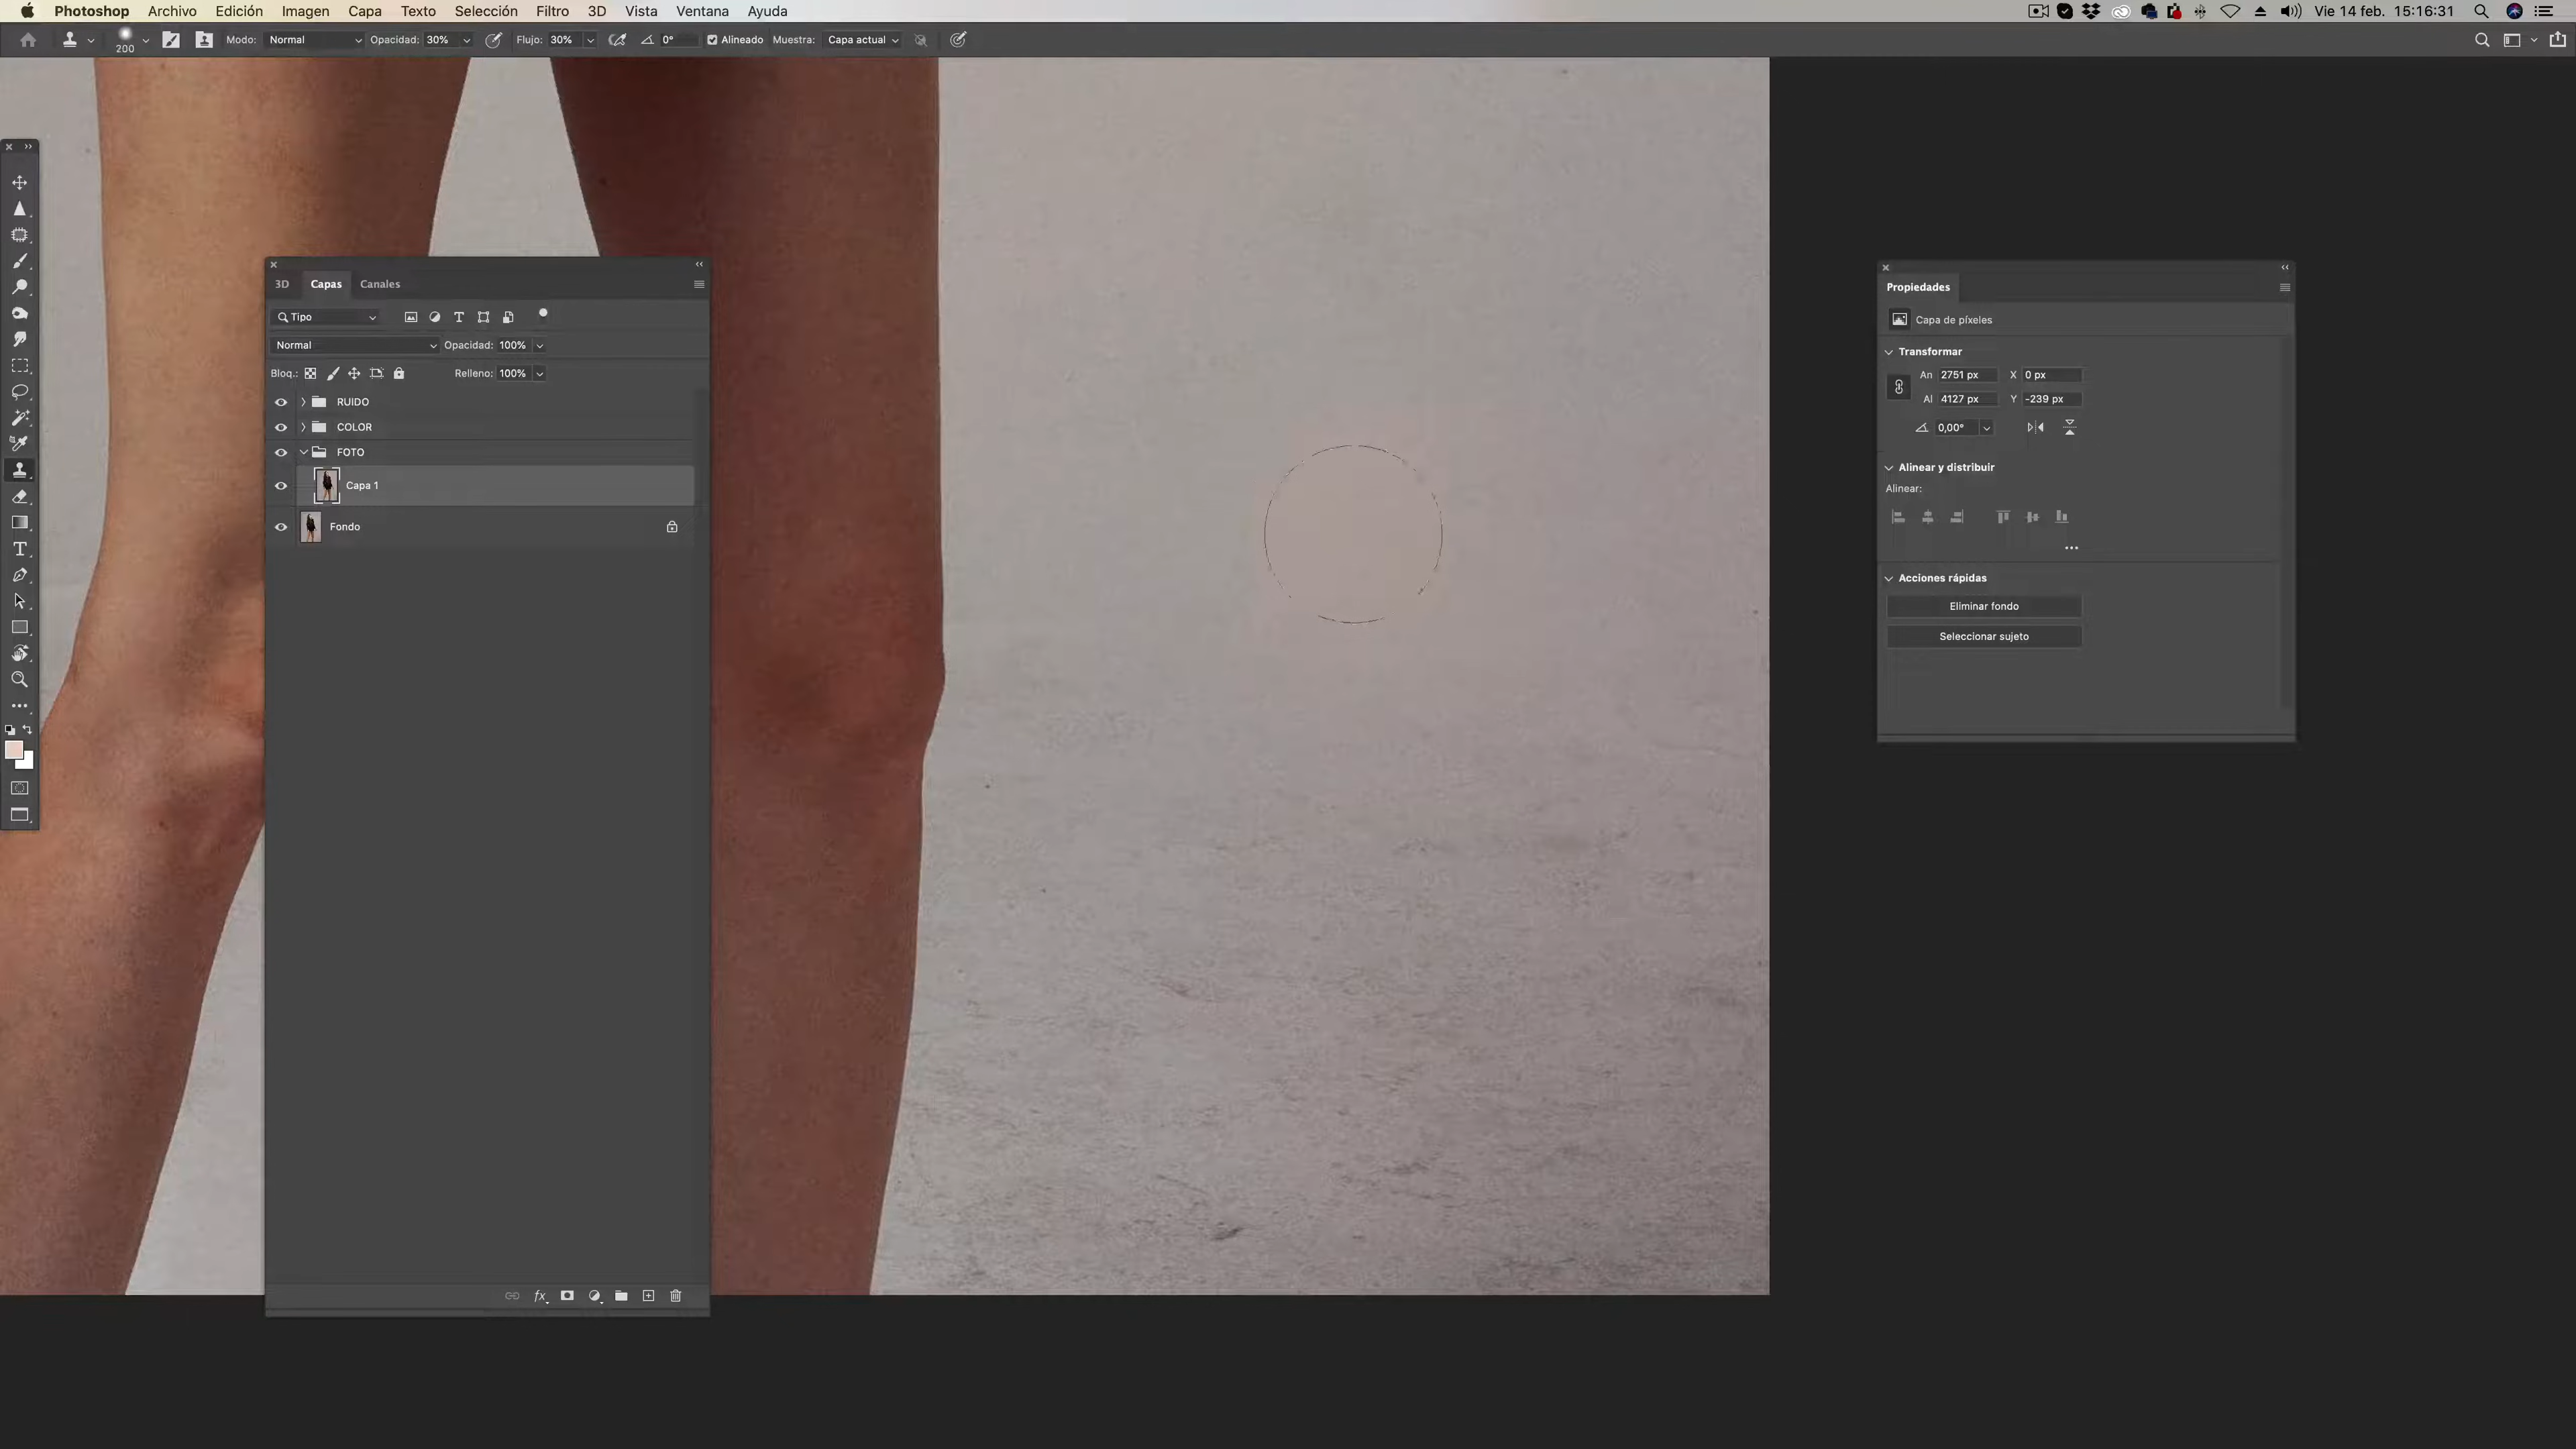 Photoshop Archivo Edición Imagen Capa Texto Selección Filtro 3D Vista Ventana Ayuda Vie 14 feb. 15:16:31
200 Modo: Normal Opacidad: 30% Flujo: 30% 0° Alineado Muestra: Capa actual
3D Capas Canales
Tipo
Normal Opacidad: 100%
Bloq.: Relleno: 100%
RUIDO
COLOR
FOTO
Capa 1
Fondo
fx
Propiedades
Capa de píxeles
Transformar
An 2751 px X 0 px
Al 4127 px Y -239 px
0,00°
Alinear y distribuir
Alinear:
Acciones rápidas
Eliminar fondo
Seleccionar sujeto